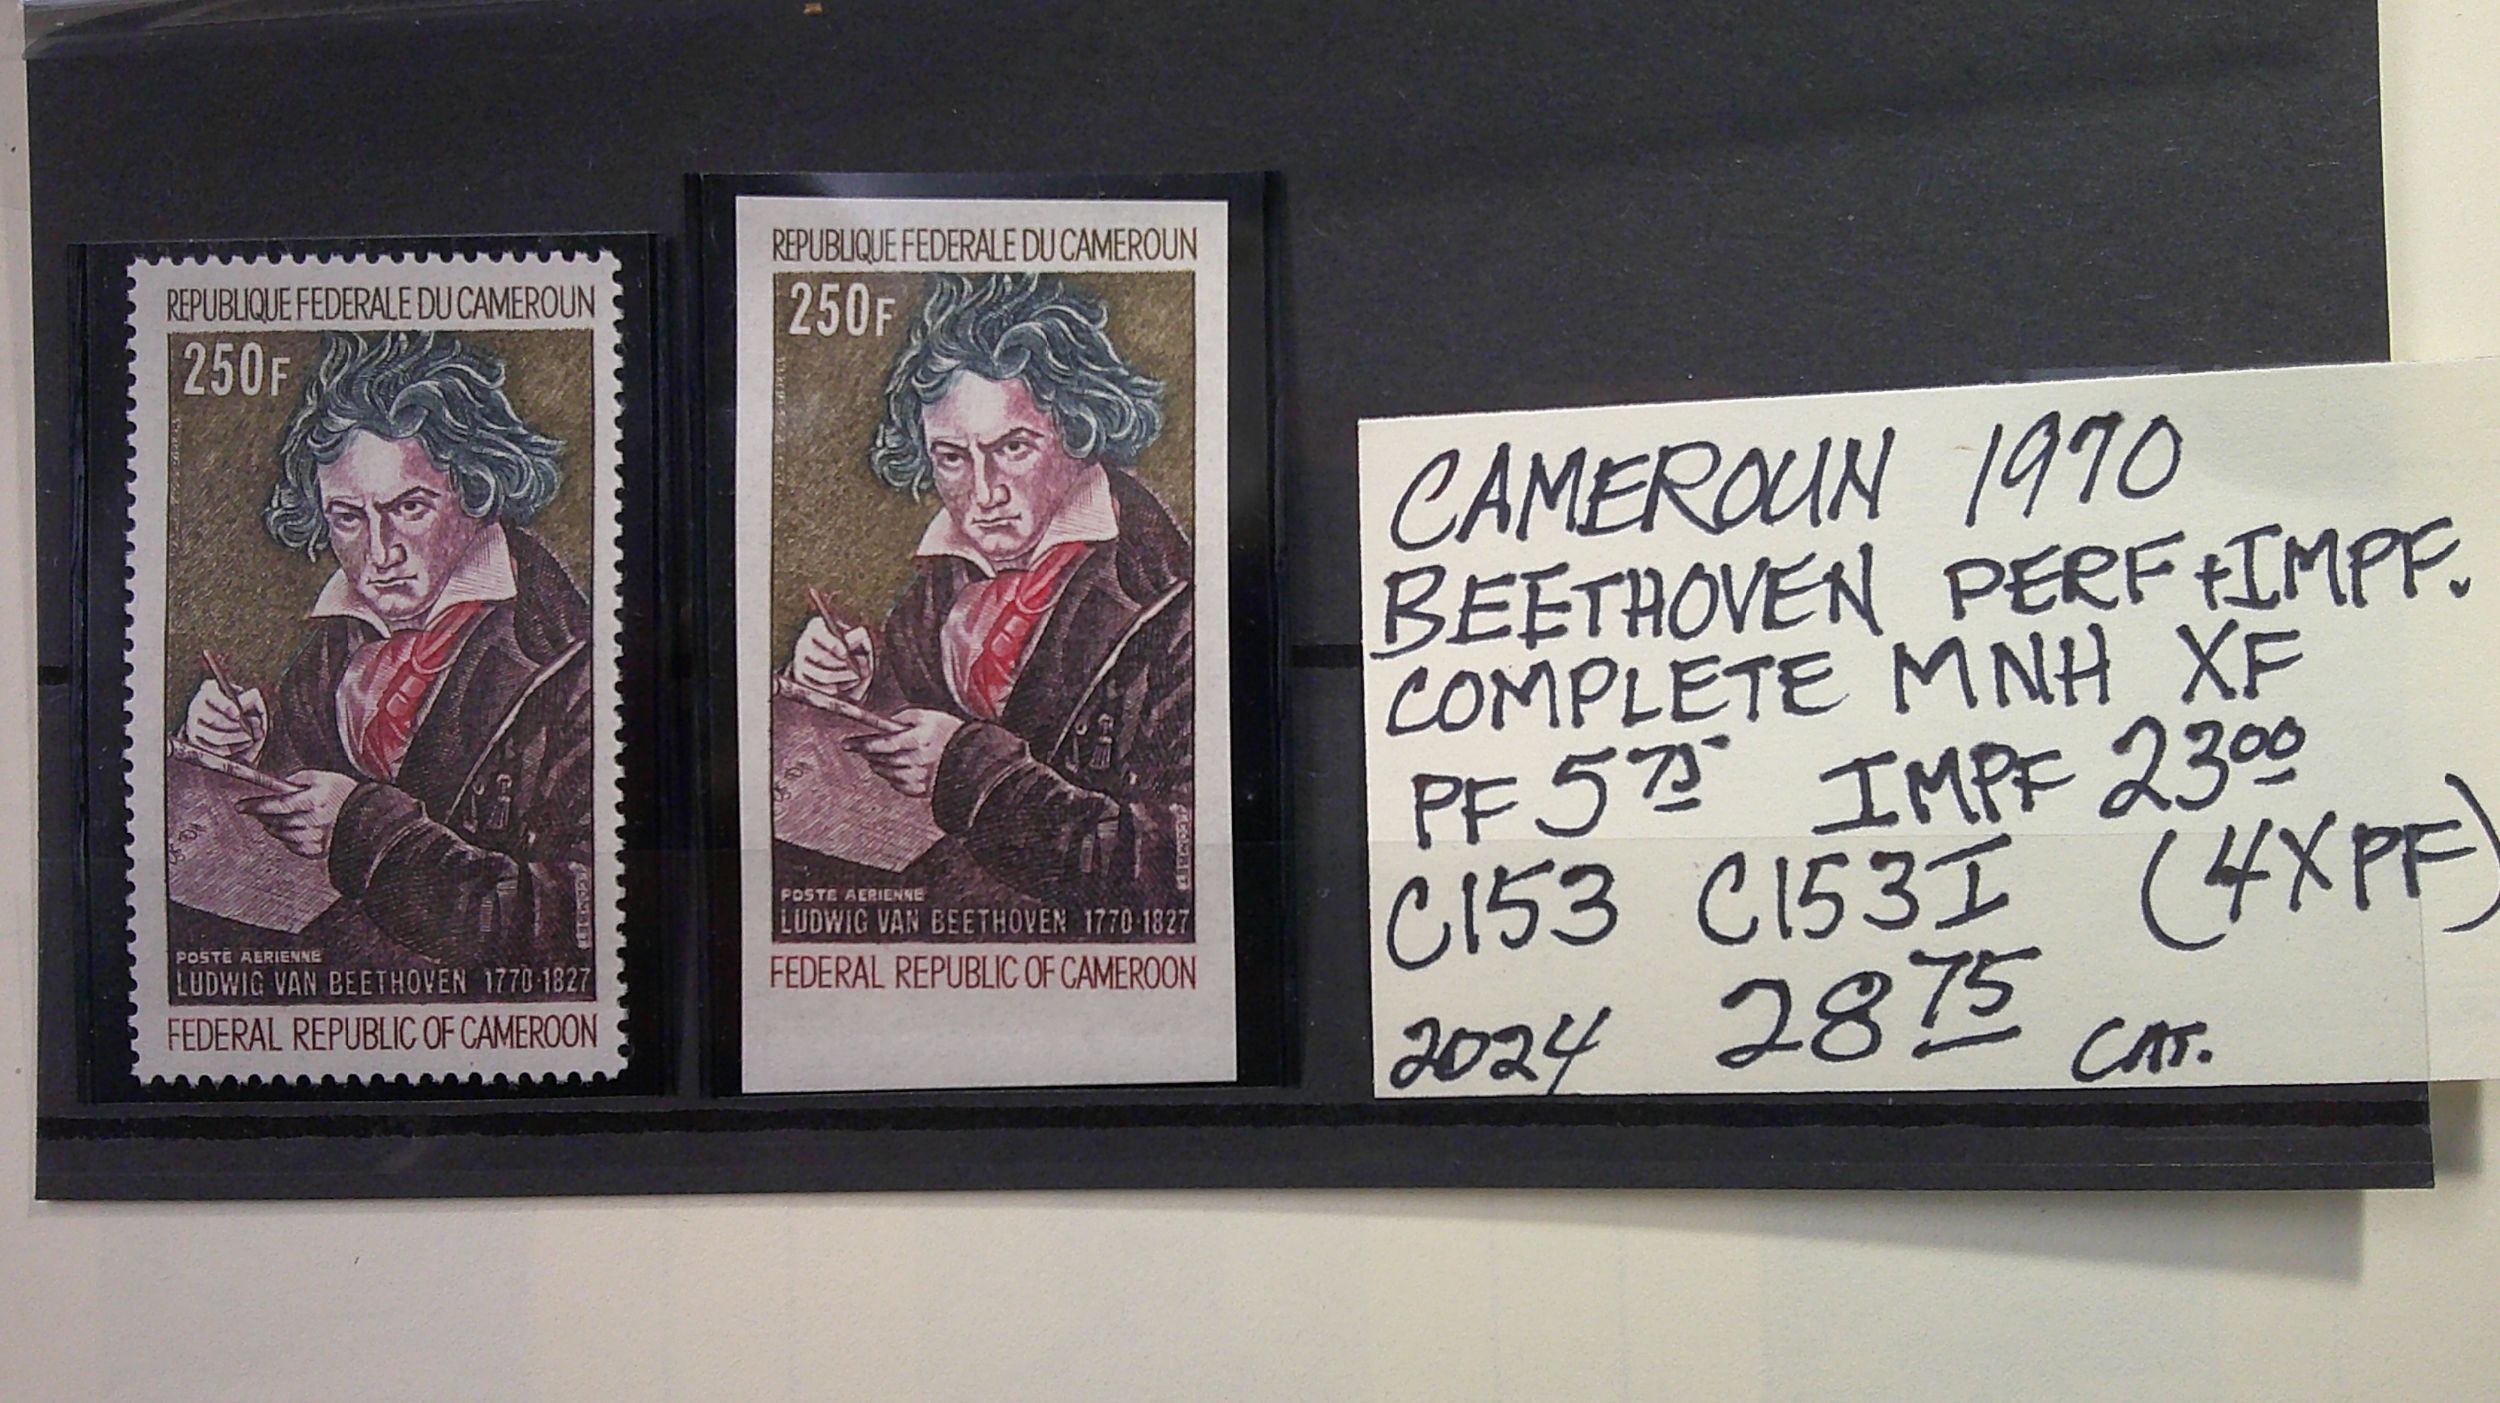 REPUBLIQUE FEDERALE DU CAMEROUN
250F
POSTE AERIENNE
LUDWIG VAN BEETHOVEN 1770-1827
FEDERAL REPUBLIC OF CAMEROON
REPUBLIQUE FEDERALE DU CAMEROUN
250F
POSTE AERIENNE
LUDWIG VAN BEETHOVEN 1770-1827
FEDERAL REPUBLIC OF CAMEROON
CAMEROUN 1970
BEETHOVEN PERF + IMPF.
COMPLETE MNH XF
PF 5 75 IMPF 23 00
C153 C153I (4X PF)
2024 28 75 CAT.